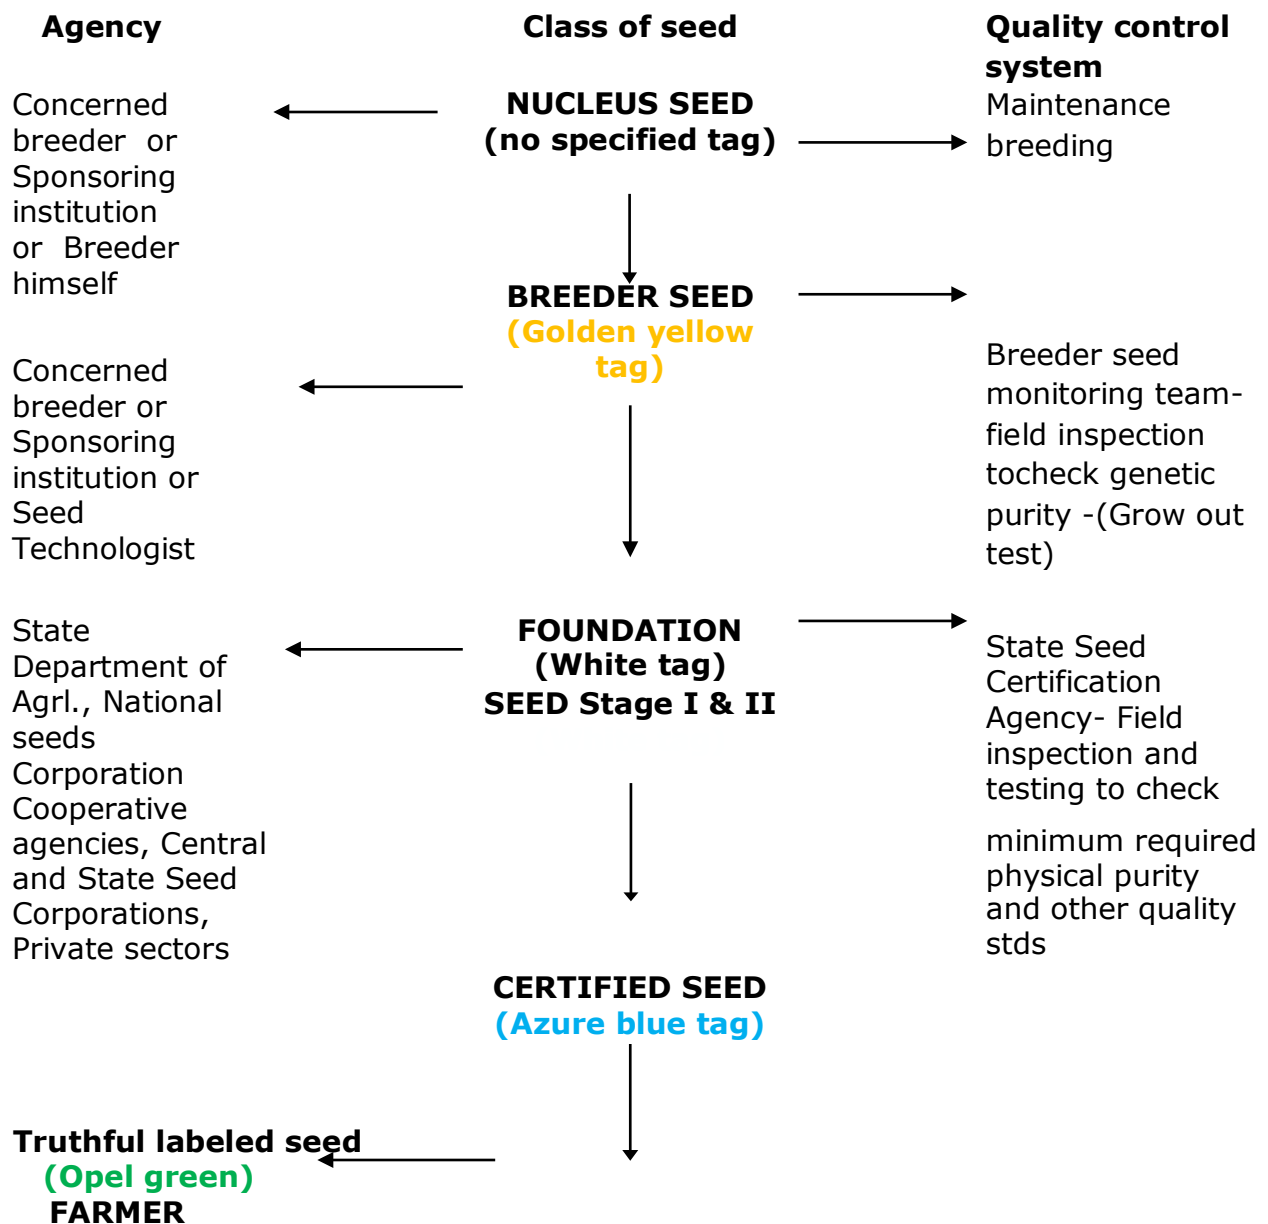 Agency
Class of seed
Quality control
system
Concerned
breeder or
Sponsoring
institution
or Breeder
himself
NUCLEUS SEED
(no specified tag)
Maintenance
breeding
BREEDER SEED
(Golden yellow
tag)
Concerned
breeder or
Sponsoring
institution or
Seed
Technologist
Breeder seed
monitoring team-
field inspection
tocheck genetic
purity -(Grow out
test)
State
Department of
Agrl., National
seeds
Corporation
Cooperative
agencies, Central
and State Seed
Corporations,
Private sectors
FOUNDATION
(White tag)
SEED Stage I & II
State Seed
Certification
Agency- Field
inspection and
testing to check
minimum required
physical purity
and other quality
stds
CERTIFIED SEED
(Azure blue tag)
Truthful labeled seed
(Opel green)
FARMER